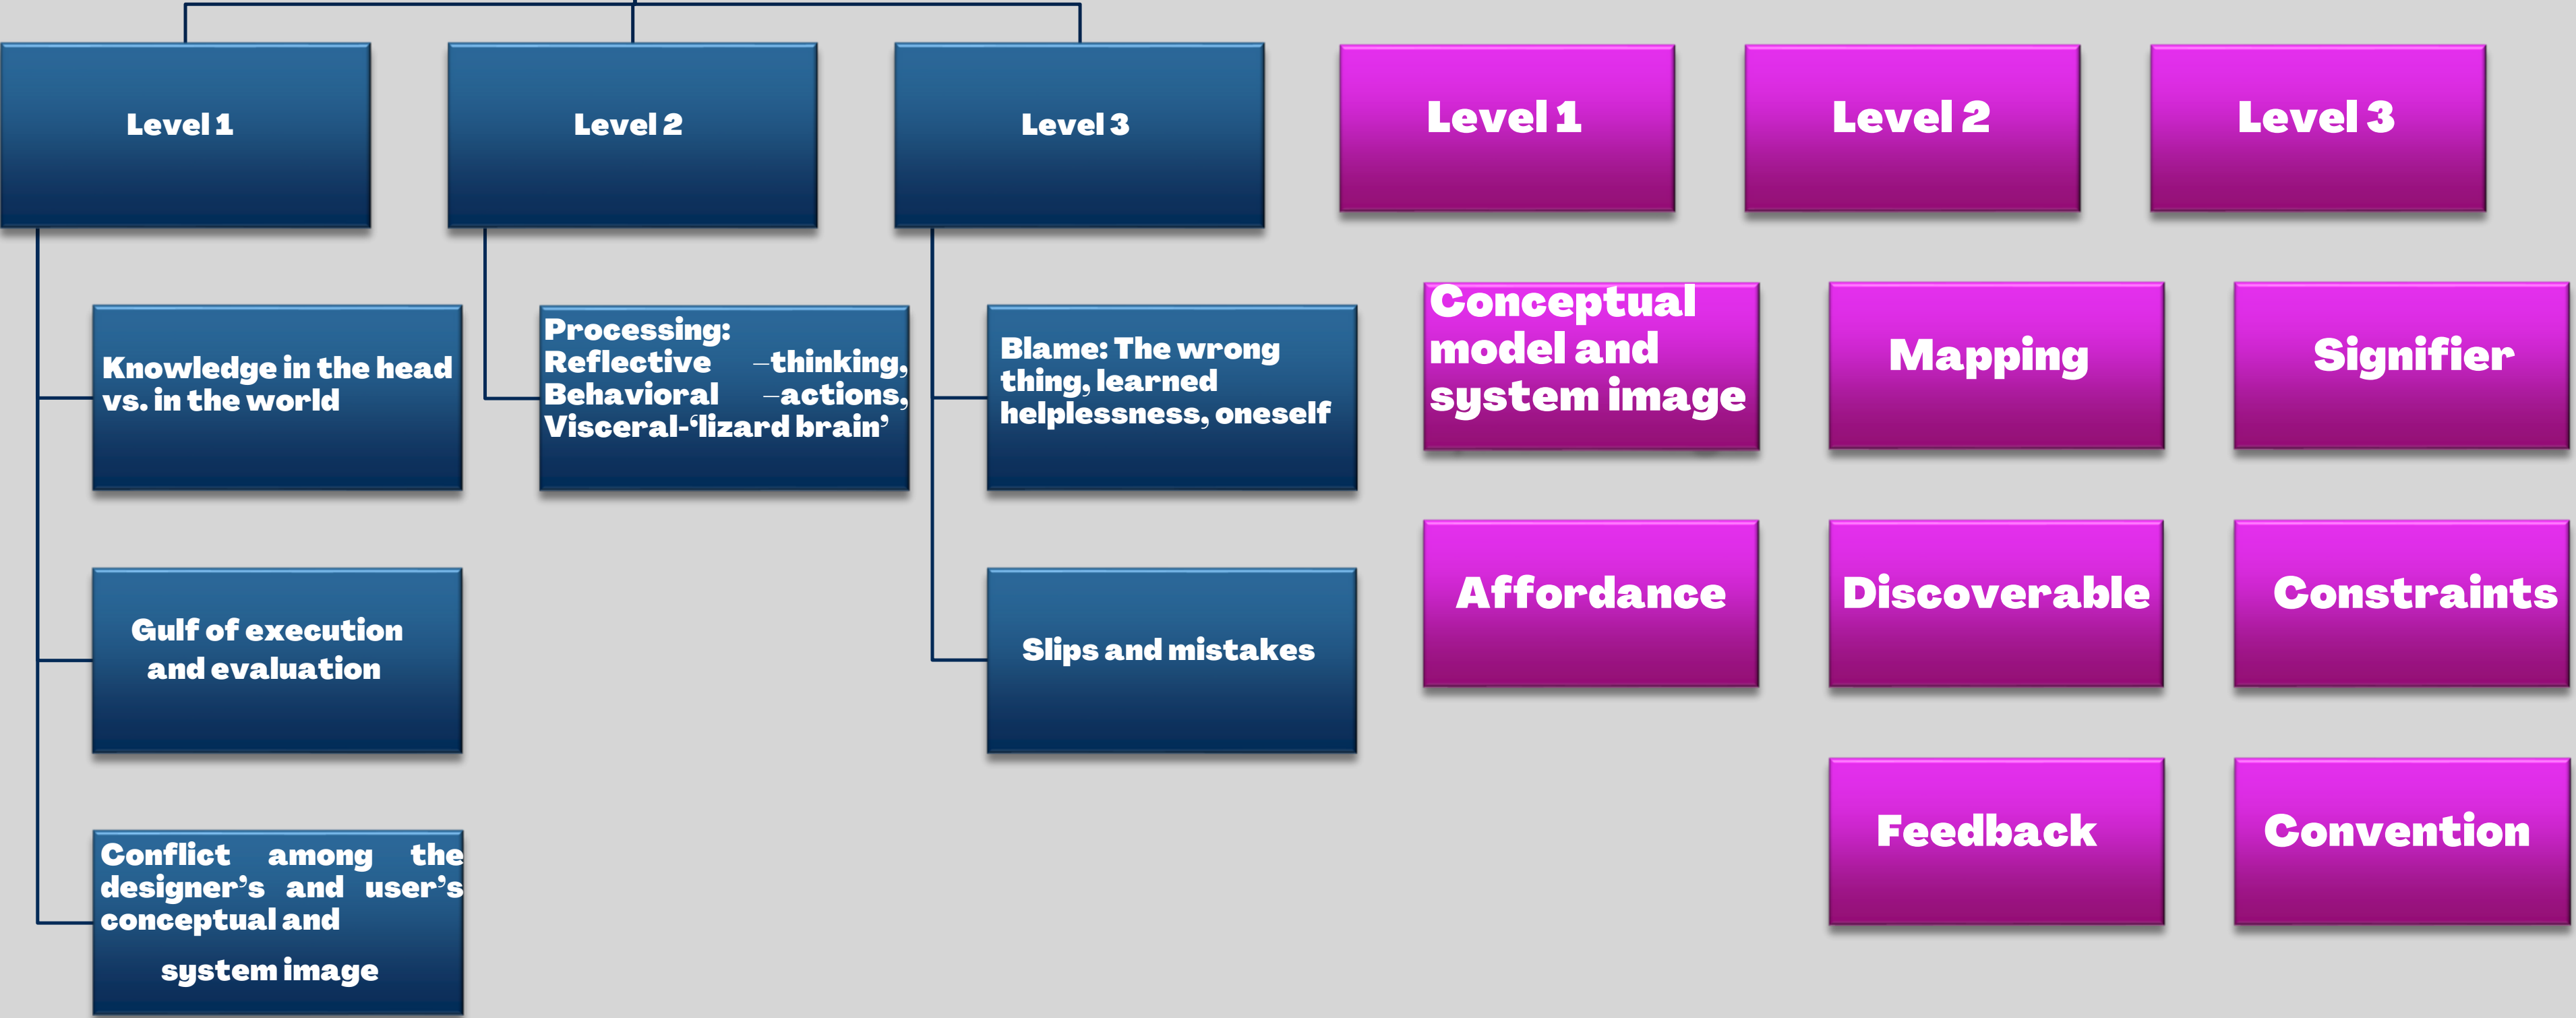 Level 1
Level 2
Level 3
Level 1
Level 2
Level 3
Knowledge in the head
vs. in the world
Processing:
Reflective –thinking,
Behavioral –actions,
Visceral-‘lizard brain’
Blame: The wrong
thing, learned
helplessness, oneself
Conceptual
model and
system image
Mapping
Signifier
Gulf of execution
and evaluation
Slips and mistakes
Affordance
Discoverable
Constraints
Conflict among the
designer’s and user’s
conceptual and
system image
Feedback
Convention